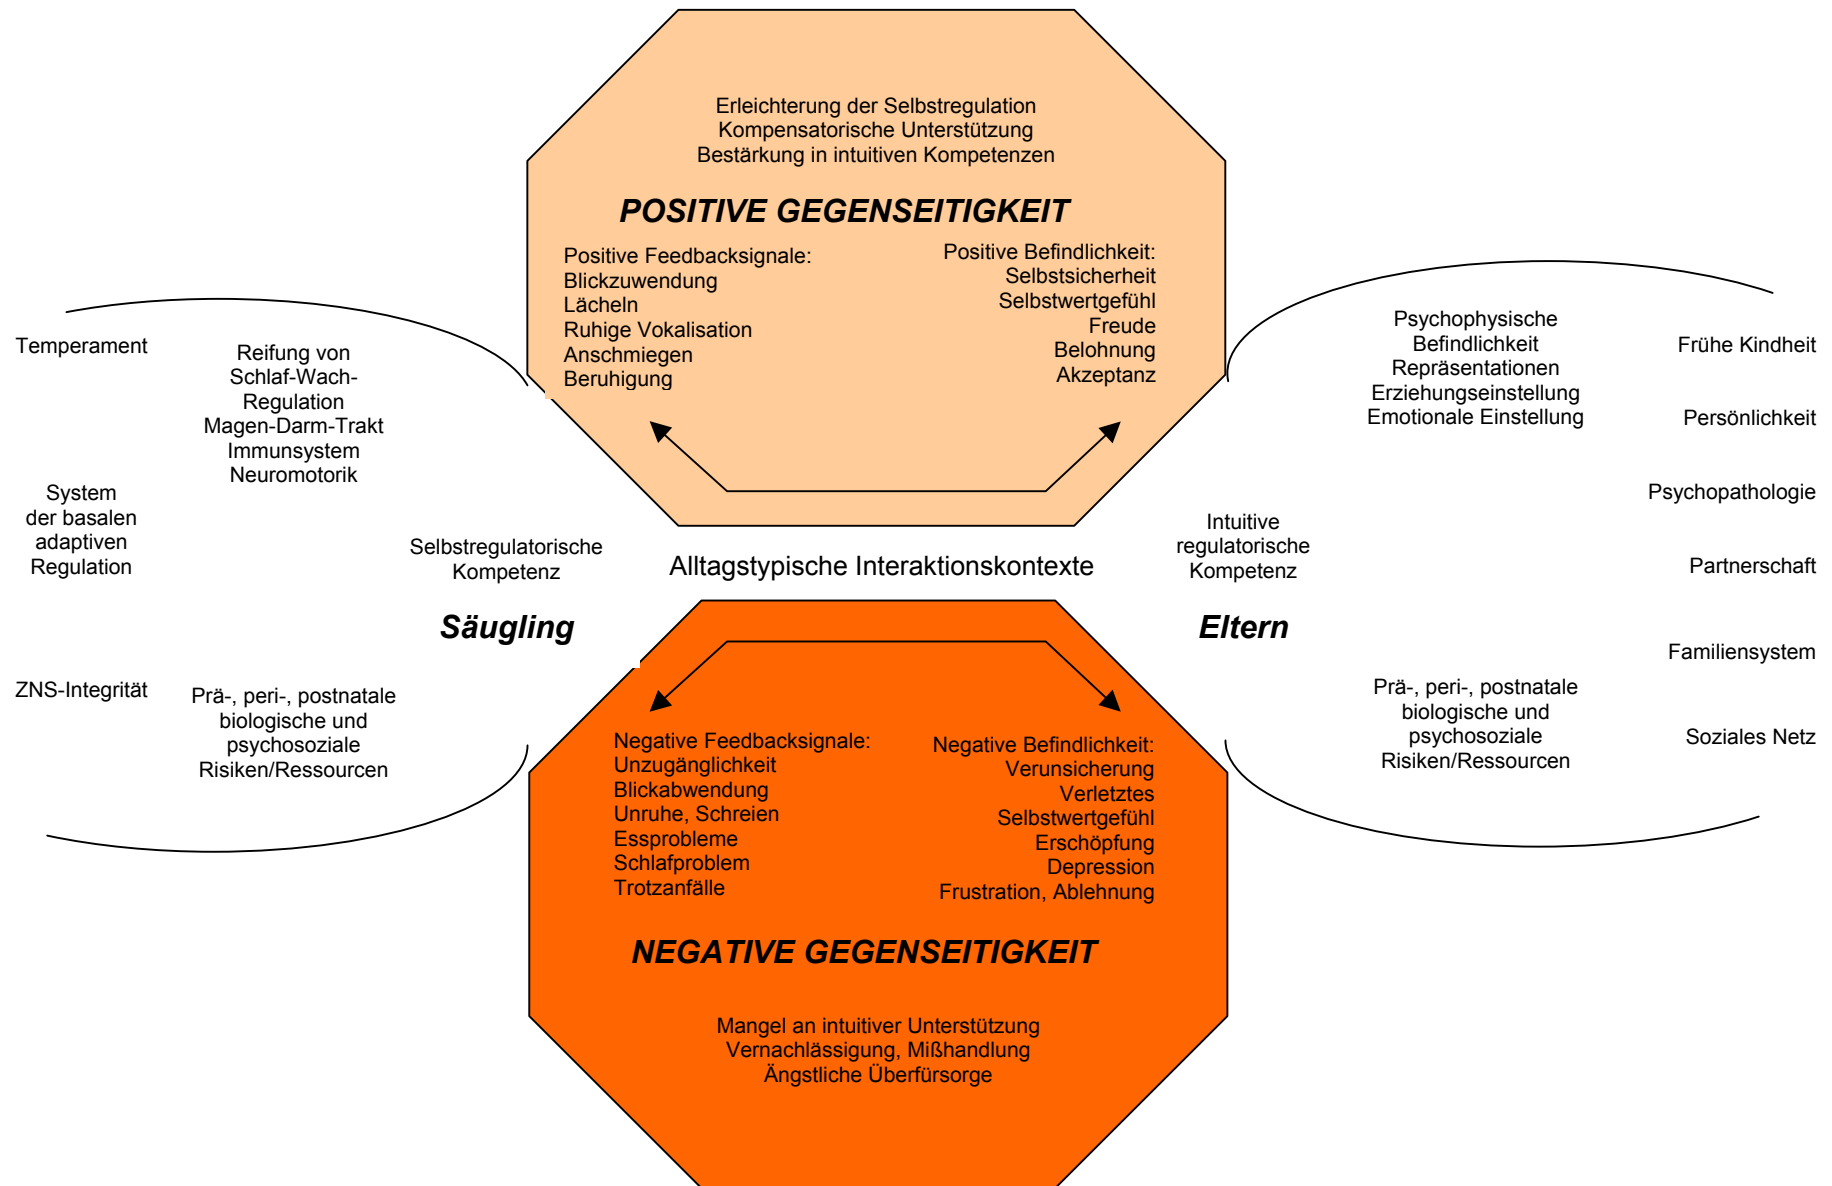 Erleichterung der Selbstregulation
Kompensatorische Unterstützung
Bestärkung in intuitiven Kompetenzen
POSITIVE GEGENSEITIGKEIT
Positive Feedbacksignale:
Blickzuwendung
Lächeln
Ruhige Vokalisation
Anschmiegen
Beruhigung
Positive Befindlichkeit:
Selbstsicherheit
Selbstwertgefühl
Freude
Belohnung
Akzeptanz
Temperament
System
der basalen
adaptiven
Regulation
ZNS-Integrität
Reifung von
Schlaf-Wach-
Regulation
Magen-Darm-Trakt
Immunsystem
Neuromotorik
Prä-, peri-, postnatale
biologische und
psychosoziale
Risiken/Ressourcen
Selbstregulatorische
Kompetenz
Säugling
Alltagstypische Interaktionskontexte
Intuitive
regulatorische
Kompetenz
Eltern
Psychophysische
Befindlichkeit
Repräsentationen
Erziehungseinstellung
Emotionale Einstellung
Prä-, peri-, postnatale
biologische und
psychosoziale
Risiken/Ressourcen
Frühe Kindheit
Persönlichkeit
Psychopathologie
Partnerschaft
Familiensystem
Soziales Netz
Negative Feedbacksignale:
Unzugänglichkeit
Blickabwendung
Unruhe, Schreien
Essprobleme
Schlafproblem
Trotzanfälle
Negative Befindlichkeit:
Verunsicherung
Verletztes
Selbstwertgefühl
Erschöpfung
Depression
Frustration, Ablehnung
NEGATIVE GEGENSEITIGKEIT
Mangel an intuitiver Unterstützung
Vernachlässigung, Mißhandlung
Ängstliche Überfürsorge